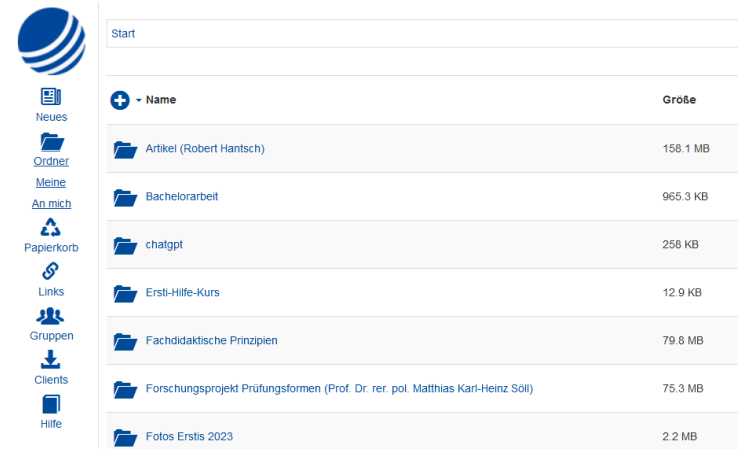 Start
Neues
Ordner
Meine
An mich
Papierkorb
Links
Gruppen
Clients
Hilfe
Name Größe
Artikel (Robert Hantsch) 158.1 MB
Bachelorarbeit 965.3 KB
chatgpt 258 KB
Ersti-Hilfe-Kurs 12.9 KB
Fachdidaktische Prinzipien 79.8 MB
Forschungsprojekt Prüfungsformen (Prof. Dr. rer. pol. Matthias Karl-Heinz Söll) 75.3 MB
Fotos Erstis 2023 2.2 MB